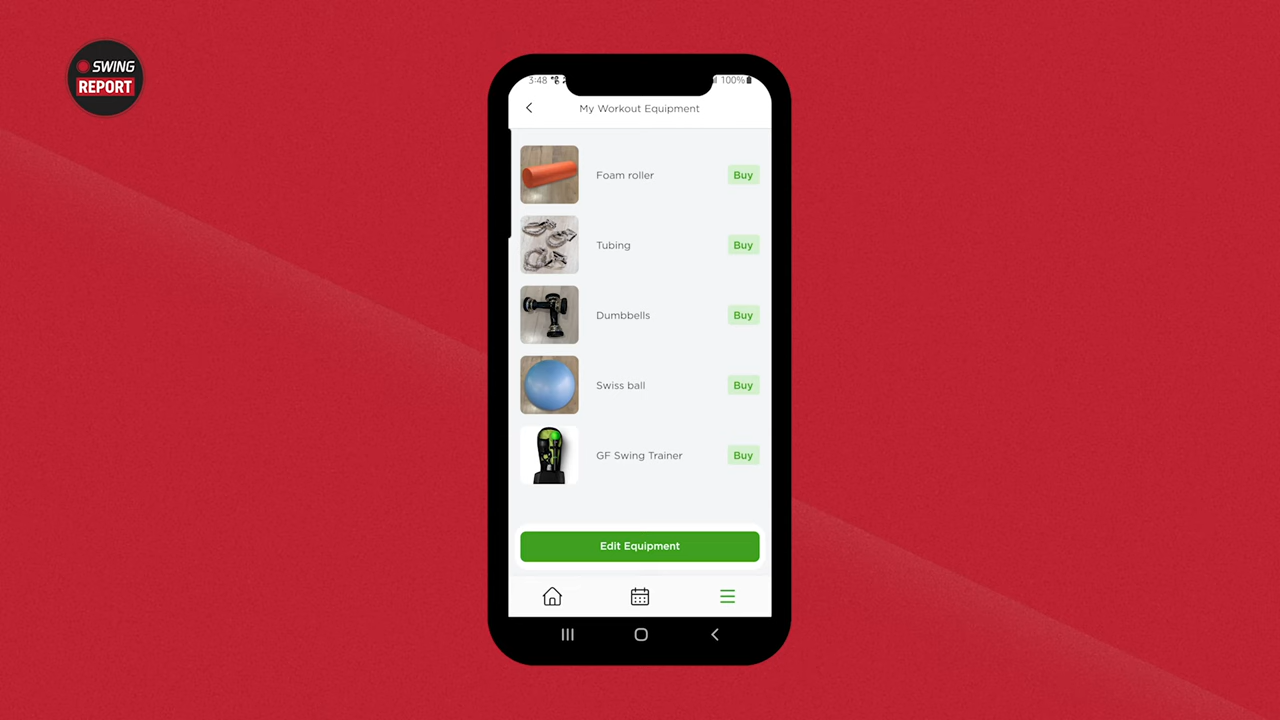 SWING
REPORT
3:48
100%
My Workout Equipment
Foam roller
Buy
Tubing
Buy
Dumbbells
Buy
Swiss ball
Buy
GF Swing Trainer
Buy
Edit Equipment